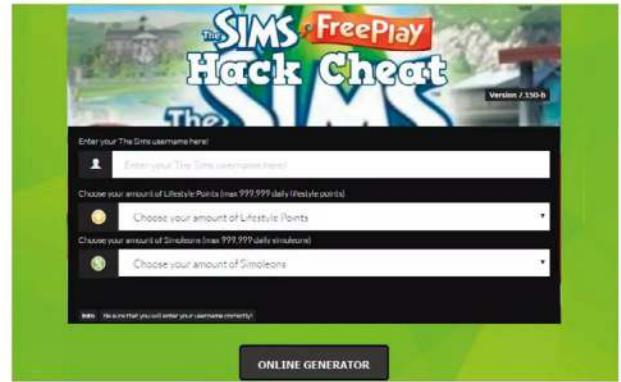 The SIMS FreePlay
Hack Cheat
Version 7.150-b
The SIMS
Enter your The Sims username here!
Enter your The Sims username here!
Choose your amount of Lifestyle Points (max 999,999 daily lifestyle points)
Choose your amount of Lifestyle Points
Choose your amount of Simoleons (max 999,999 daily simoleons)
Choose your amount of Simoleons
Info Be sure that you will enter your username correctly!
ONLINE GENERATOR